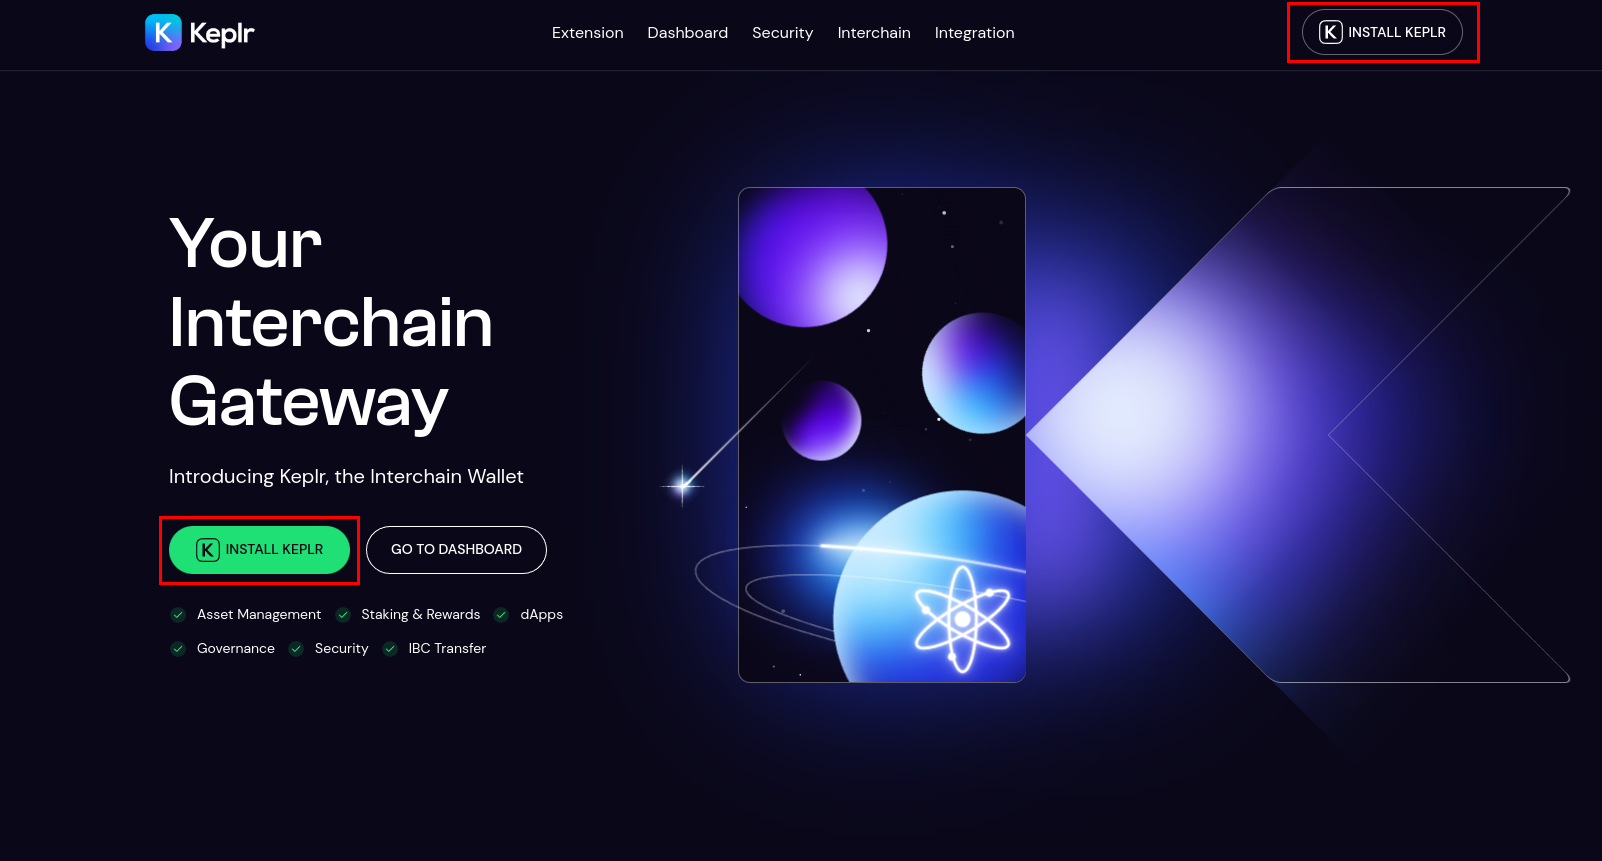 Keplr
Extension Dashboard Security Interchain Integration
INSTALL KEPLR
Your
Interchain
Gateway
Introducing Keplr, the Interchain Wallet
INSTALL KEPLR
GO TO DASHBOARD
Asset Management Staking & Rewards dApps
Governance Security IBC Transfer